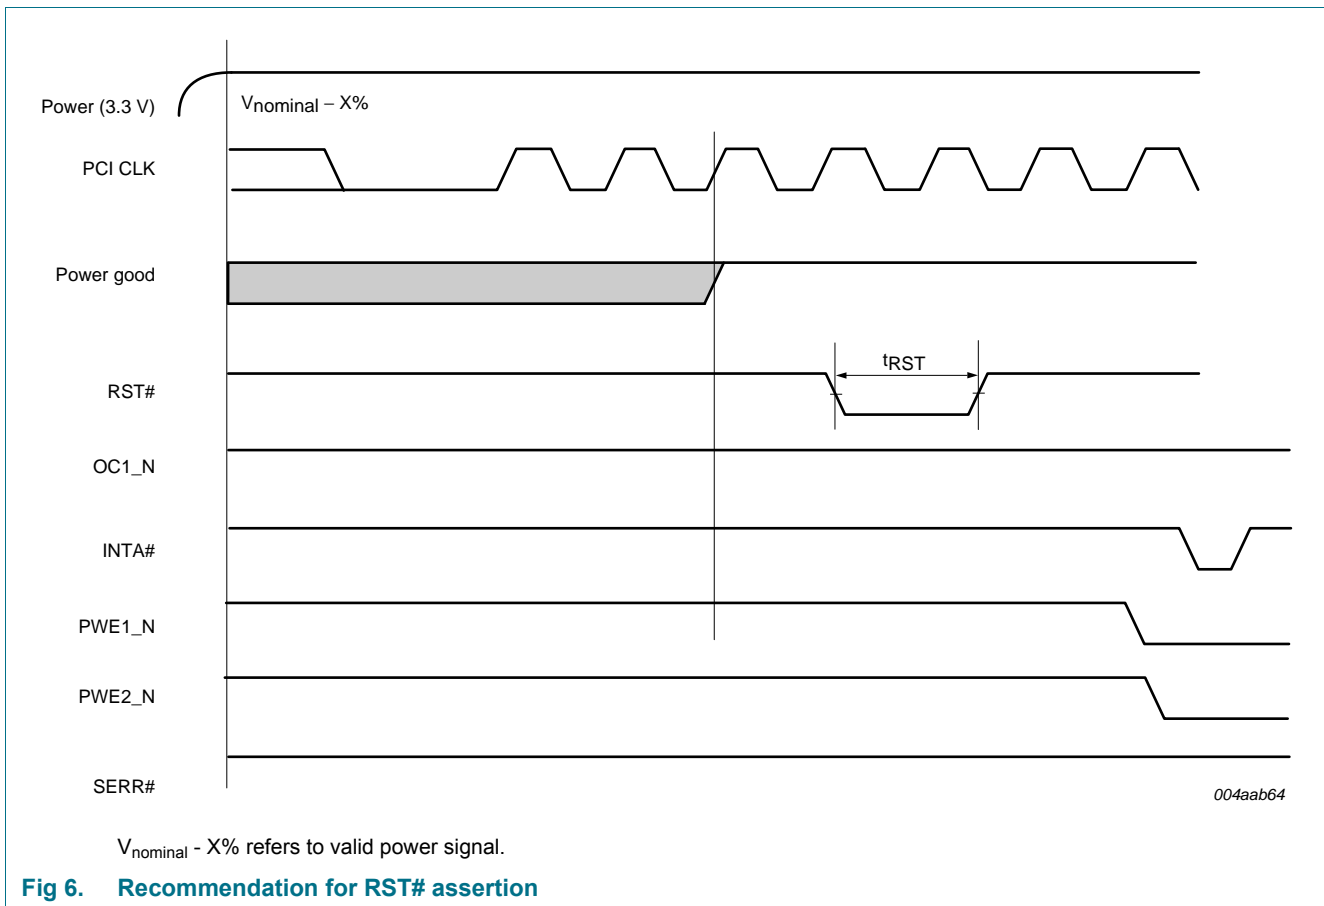 Power (3.3 V)
Vnominal – X%
PCI CLK
Power good
tRST
RST#
OC1_N
INTA#
PWE1_N
PWE2_N
SERR#
004aab64
Vnominal - X% refers to valid power signal.
Fig 6. Recommendation for RST# assertion